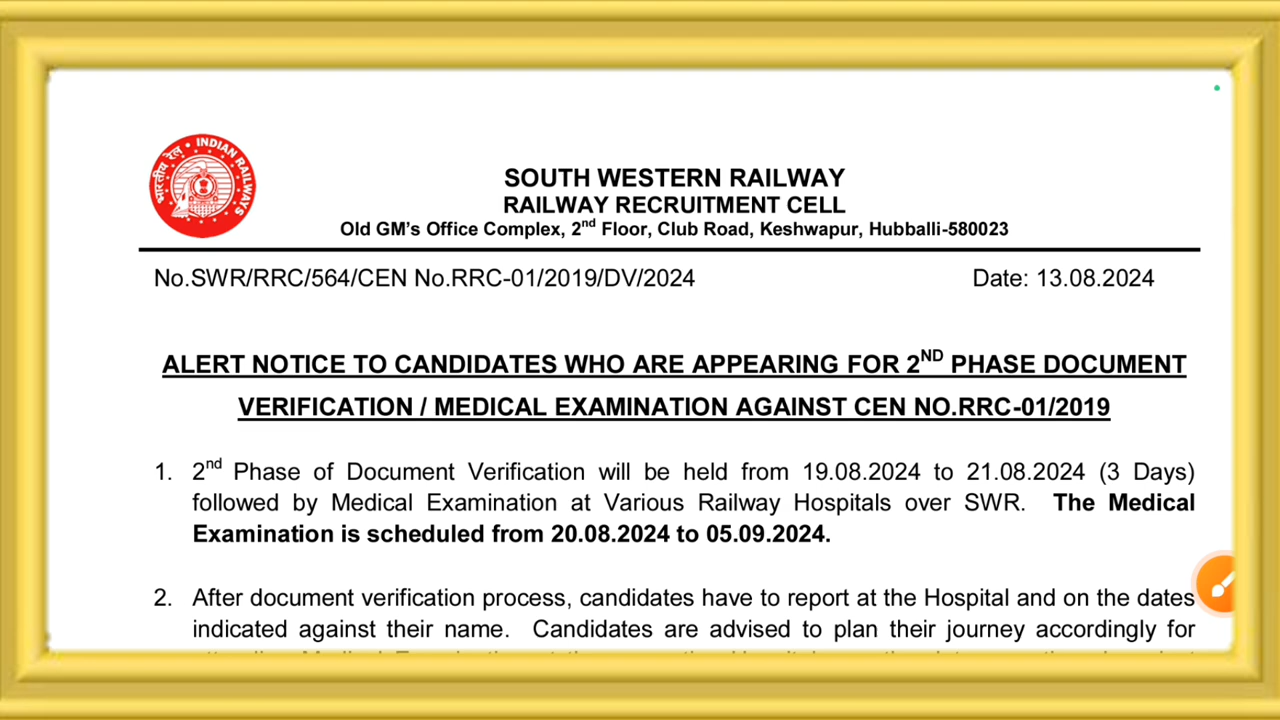 भारतीय रेल • INDIAN RAILWAYS
SOUTH WESTERN RAILWAY
RAILWAY RECRUITMENT CELL
Old GM’s Office Complex, 2nd Floor, Club Road, Keshwapur, Hubballi-580023
No.SWR/RRC/564/CEN No.RRC-01/2019/DV/2024 Date: 13.08.2024
ALERT NOTICE TO CANDIDATES WHO ARE APPEARING FOR 2ND PHASE DOCUMENT
VERIFICATION / MEDICAL EXAMINATION AGAINST CEN NO.RRC-01/2019
1. 2nd Phase of Document Verification will be held from 19.08.2024 to 21.08.2024 (3 Days)
followed by Medical Examination at Various Railway Hospitals over SWR. The Medical
Examination is scheduled from 20.08.2024 to 05.09.2024.
2. After document verification process, candidates have to report at the Hospital and on the dates
indicated against their name. Candidates are advised to plan their journey accordingly for